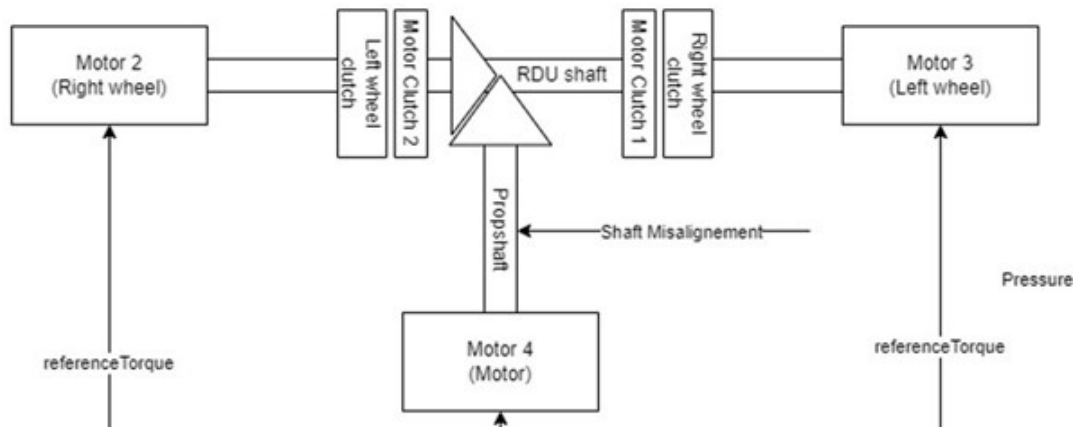 Motor 2
(Right wheel)
Left wheel
clutch
Motor Clutch 2
RDU shaft
Motor Clutch 1
Right wheel
clutch
Motor 3
(Left wheel)
Propshaft
Shaft Misalignement
Pressure
Motor 4
(Motor)
referenceTorque
referenceTorque